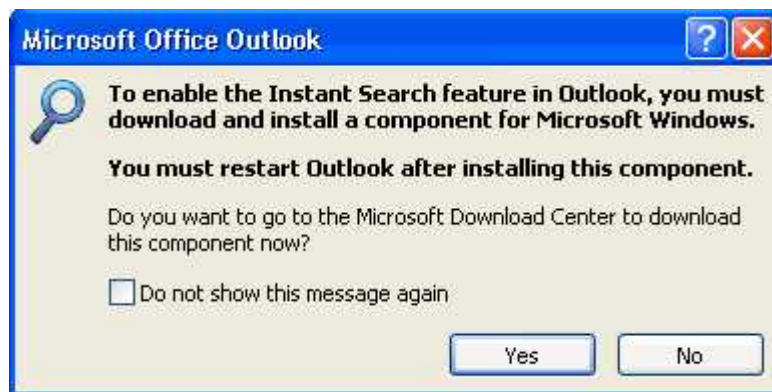 Microsoft Office Outlook
To enable the Instant Search feature in Outlook, you must
download and install a component for Microsoft Windows.
You must restart Outlook after installing this component.
Do you want to go to the Microsoft Download Center to download
this component now?
Do not show this message again
Yes No